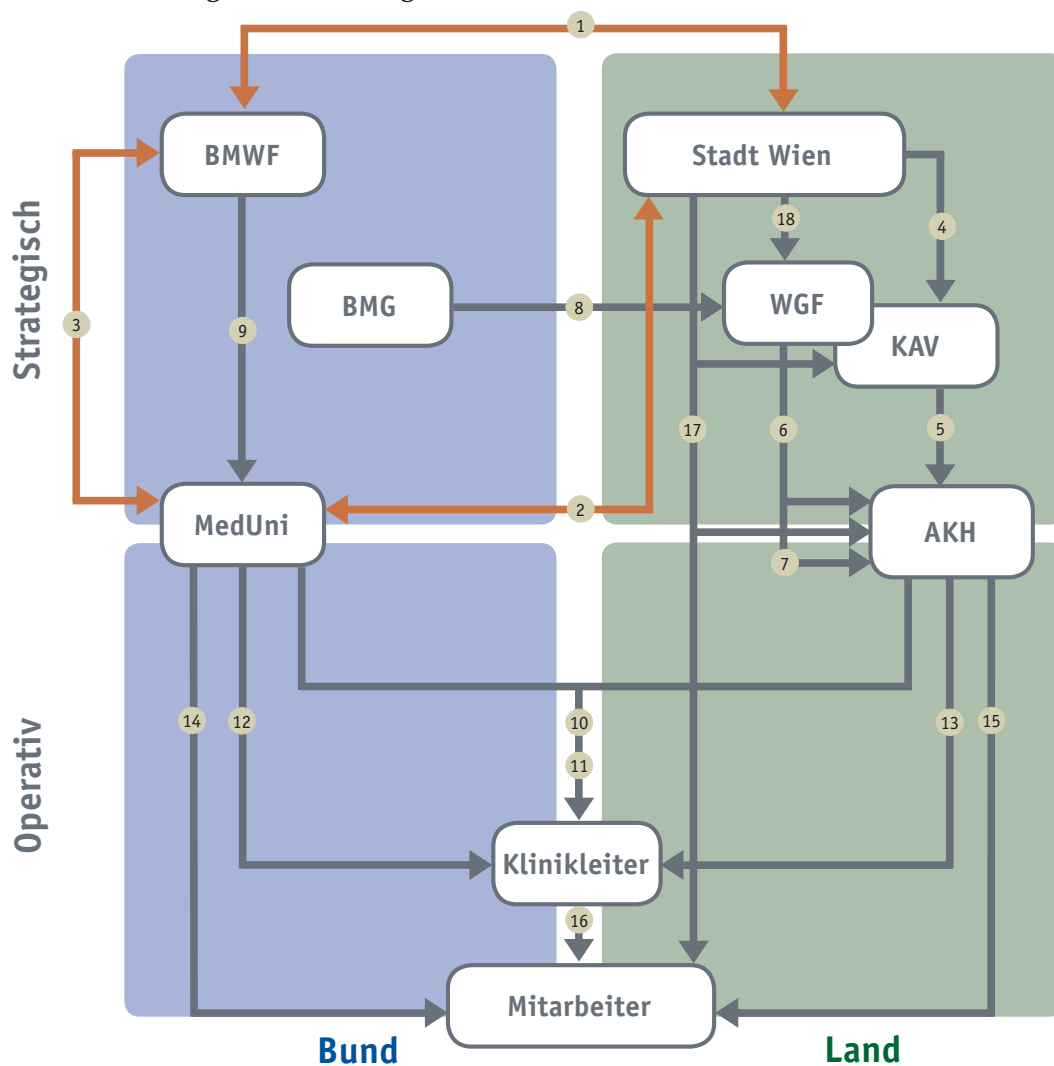 1
BMWF
Stadt Wien
18
4
Strategisch
BMG
8
WGF
3
9
KAV
17
6
5
MedUni
2
AKH
7
Operativ
14
12
10
13
15
11
Klinikleiter
16
Mitarbeiter
Bund
Land